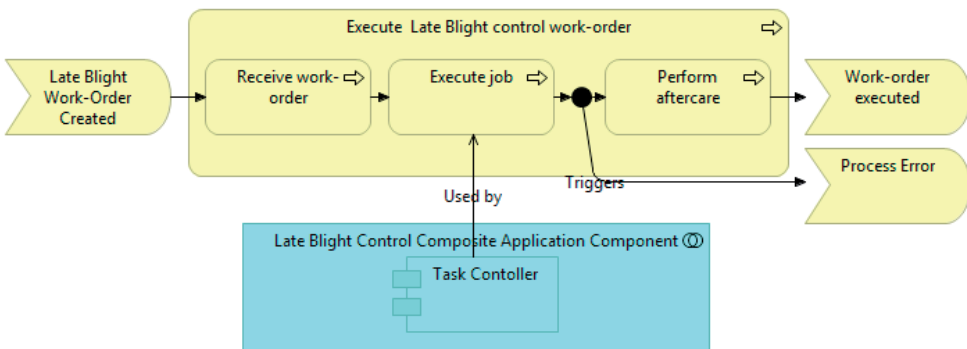 Execute Late Blight control work-order
Late Blight
Work-Order
Created
Receive work-
order
Execute job
Perform
aftercare
Work-order
executed
Process Error
Triggers
Used by
Late Blight Control Composite Application Component
Task Contoller